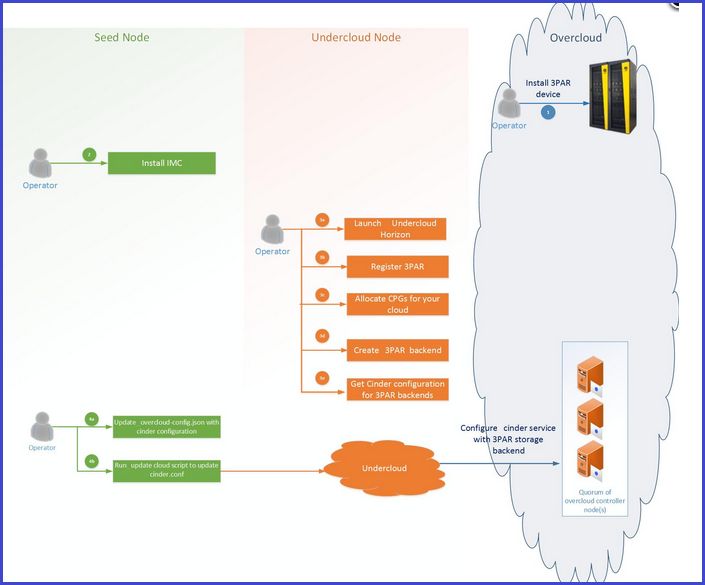 Seed Node
Undercloud Node
Overcloud
Install 3PAR
device
1
Operator
2
Install IMC
Operator
3a
Launch Undercloud
Horizon
Operator
3b
Register 3PAR
3c
Allocate CPGs for your
cloud
3d
Create 3PAR backend
3e
Get Cinder configuration
for 3PAR backends
4a
Update overcloud-config.json with
cinder configuration
Operator
4b
Run update cloud script to update
cinder.conf
Undercloud
Configure cinder service
with 3PAR storage
backend
Quorum of
overcloud controller
node(s)